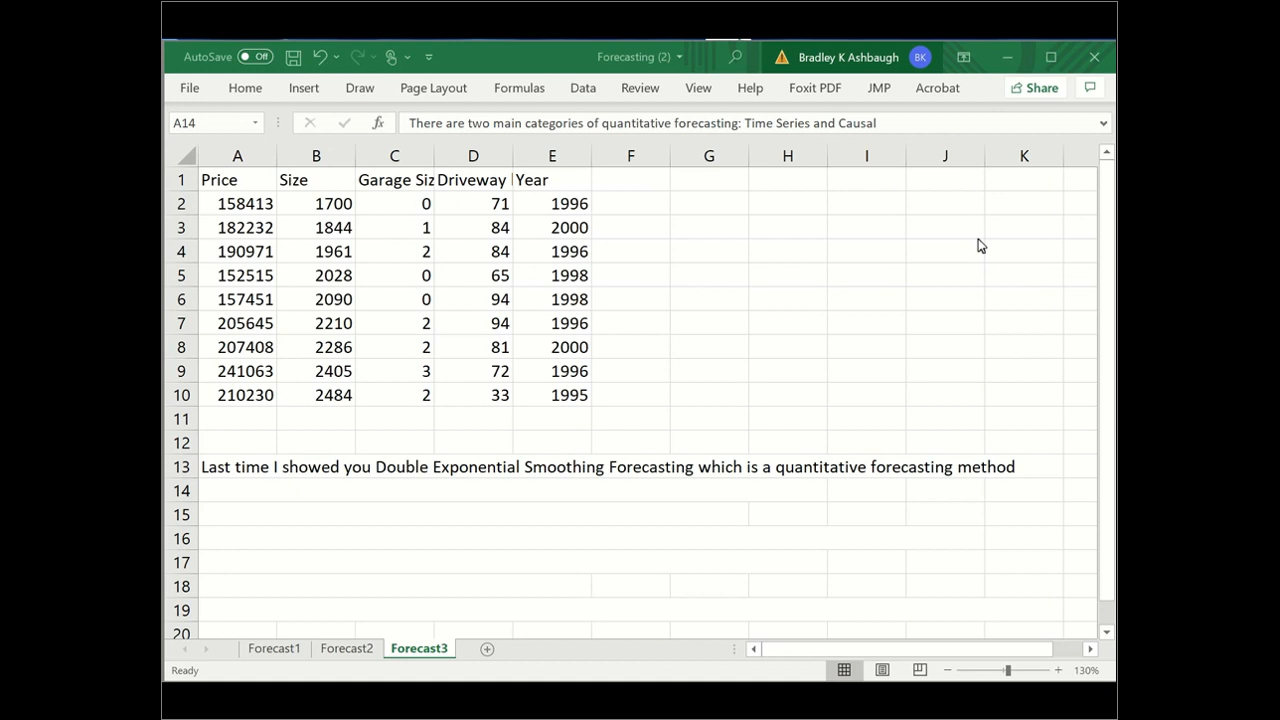 AutoSave Off Forecasting (2) Bradley K Ashbaugh BK
File Home Insert Draw Page Layout Formulas Data Review View Help Foxit PDF JMP Acrobat Share
A14 fx There are two main categories of quantitative forecasting: Time Series and Causal
A B C D E F G H I J K
1 Price Size Garage Siz Driveway Year
2 158413 1700 0 71 1996
3 182232 1844 1 84 2000
4 190971 1961 2 84 1996
5 152515 2028 0 65 1998
6 157451 2090 0 94 1998
7 205645 2210 2 94 1996
8 207408 2286 2 81 2000
9 241063 2405 3 72 1996
10 210230 2484 2 33 1995
11
12
13 Last time I showed you Double Exponential Smoothing Forecasting which is a quantitative forecasting method
14
15
16
17
18
19
20
Forecast1 Forecast2 Forecast3
Ready 130%